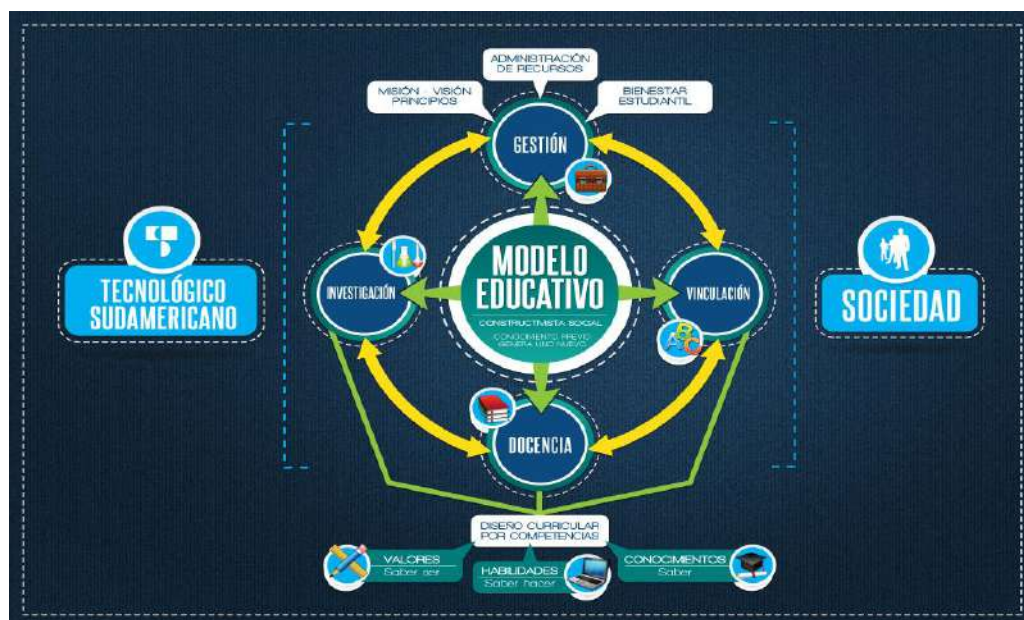 ADMINISTRACIÓN
DE RECURSOS
MISIÓN - VISIÓN
PRINCIPIOS
BIENESTAR
ESTUDIANTIL
GESTIÓN
TECNOLÓGICO
SUDAMERICANO
INVESTIGACIÓN
MODELO
EDUCATIVO
CONSTRUCTIVISTA SOCIAL
CONOCIMIENTO PREVIO
GENERA UNO NUEVO
VINCULACIÓN
A B C
SOCIEDAD
DOCENCIA
DISEÑO CURRICULAR
POR COMPETENCIAS
VALORES
Saber ser
HABILIDADES
Saber hacer
CONOCIMIENTOS
Saber